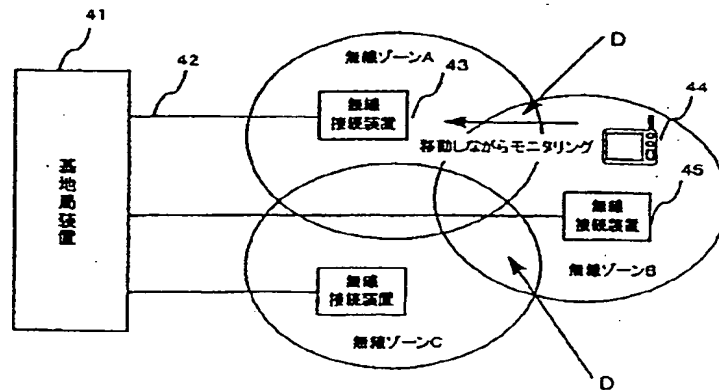 41
42
無線ゾーンA
43
D
44
無線
接続装置
移動しながらモニタリング
基地局装置
45
無線
接続装置
無線ゾーンB
無線
接続装置
無線ゾーンC
D